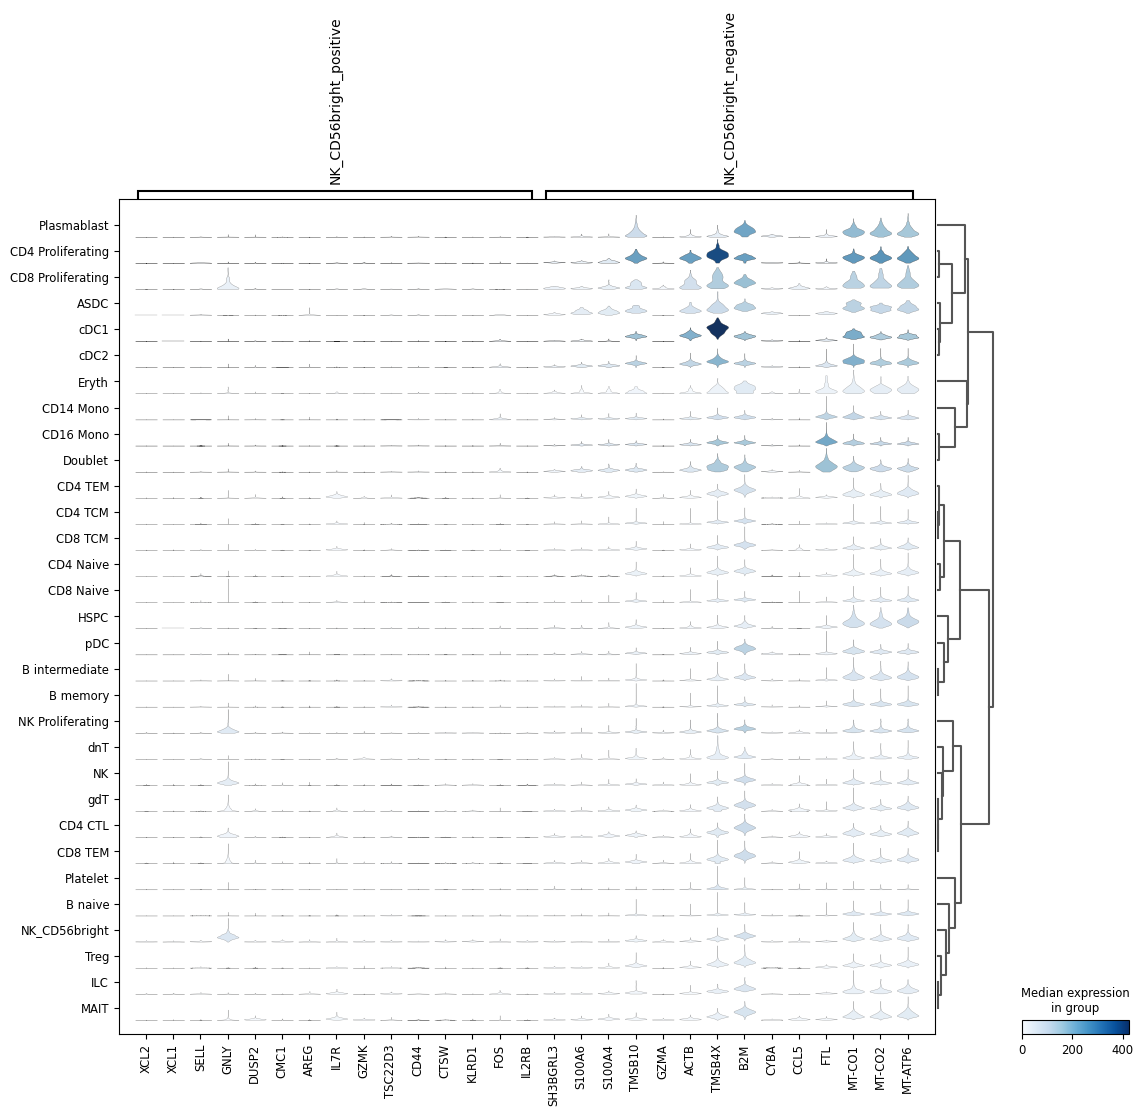 NK_CD56bright_positive
NK_CD56bright_negative
Plasmablast
CD4 Proliferating
CD8 Proliferating
ASDC
cDC1
cDC2
Eryth
CD14 Mono
CD16 Mono
Doublet
CD4 TEM
CD4 TCM
CD8 TCM
CD4 Naive
CD8 Naive
HSPC
pDC
B intermediate
B memory
NK Proliferating
dnT
NK
gdT
CD4 CTL
CD8 TEM
Platelet
B naive
NK_CD56bright
Treg
ILC
MAIT
XCL2
XCL1
SELL
GNLY
DUSP2
CMC1
AREG
IL7R
GZMK
TSC22D3
CD44
CTSW
KLRD1
FOS
IL2RB
SH3BGRL3
S100A6
S100A4
TMSB10
GZMA
ACTB
TMSB4X
B2M
CYBA
CCL5
FTL
MT-CO1
MT-CO2
MT-ATP6
Median expression
in group
0 200 400